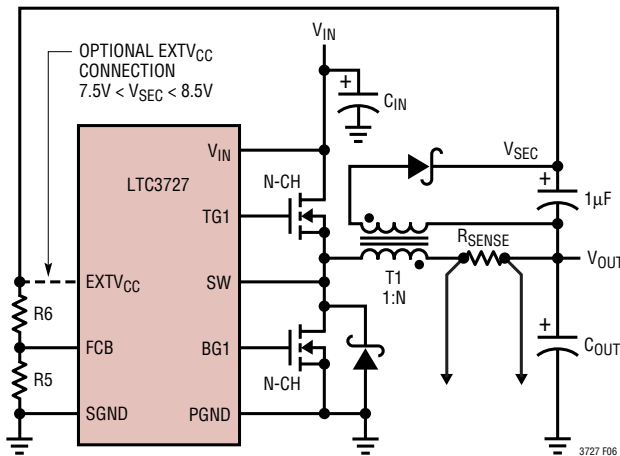 OPTIONAL EXTVCC
CONNECTION
7.5V < VSEC < 8.5V
VIN
+
CIN
VIN
LTC3727
N-CH
TG1
VSEC
+
1μF
RSENSE
T1
1:N
VOUT
EXTVCC
SW
R6
FCB
BG1
N-CH
+
COUT
R5
SGND
PGND
3727 F06